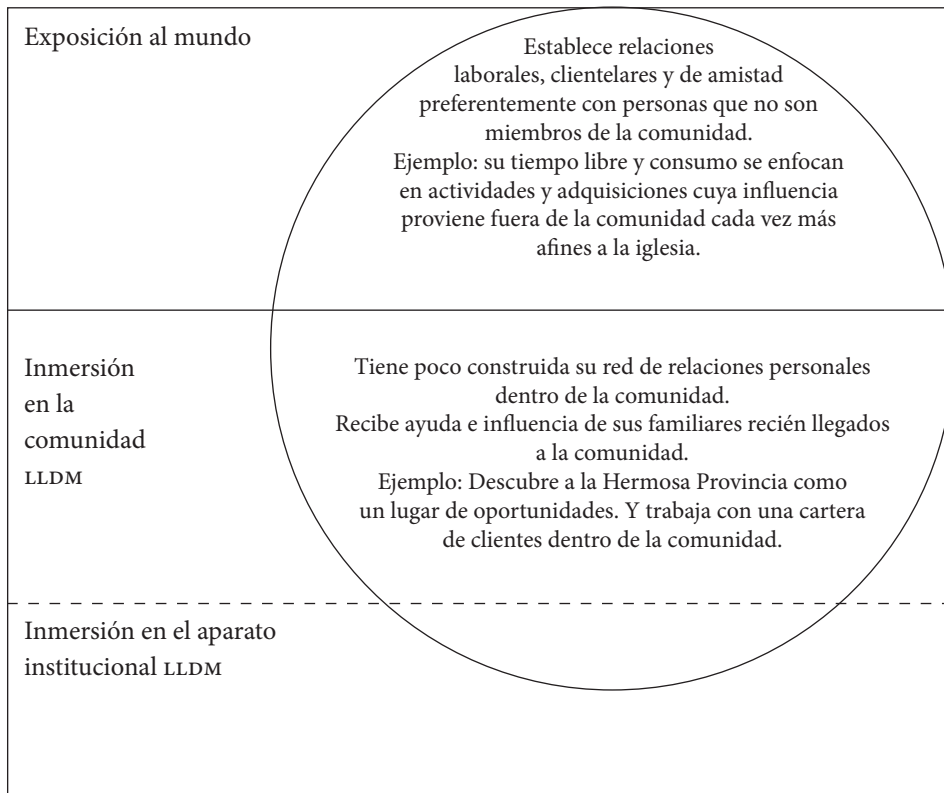 Exposición al mundo
Establece relaciones
laborales, clientelares y de amistad
preferentemente con personas que no son
miembros de la comunidad.
Ejemplo: su tiempo libre y consumo se enfocan
en actividades y adquisiciones cuya influencia
proviene fuera de la comunidad cada vez más
afines a la iglesia.
Inmersión
en la
comunidad
LLDM
Tiene poco construida su red de relaciones personales
dentro de la comunidad.
Recibe ayuda e influencia de sus familiares recién llegados
a la comunidad.
Ejemplo: Descubre a la Hermosa Provincia como
un lugar de oportunidades. Y trabaja con una cartera
de clientes dentro de la comunidad.
Inmersión en el aparato
institucional LLDM